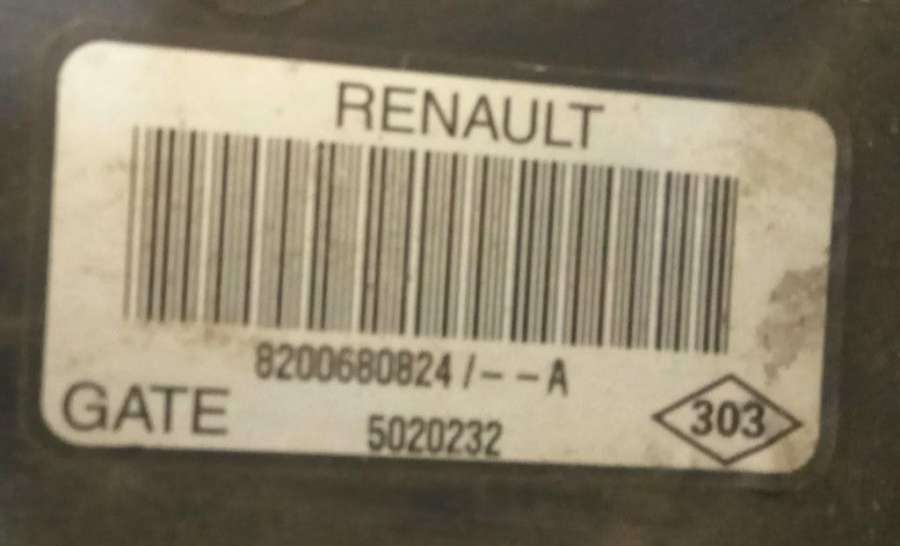 RENAULT
8200680824/--A
GATE
5020232
303